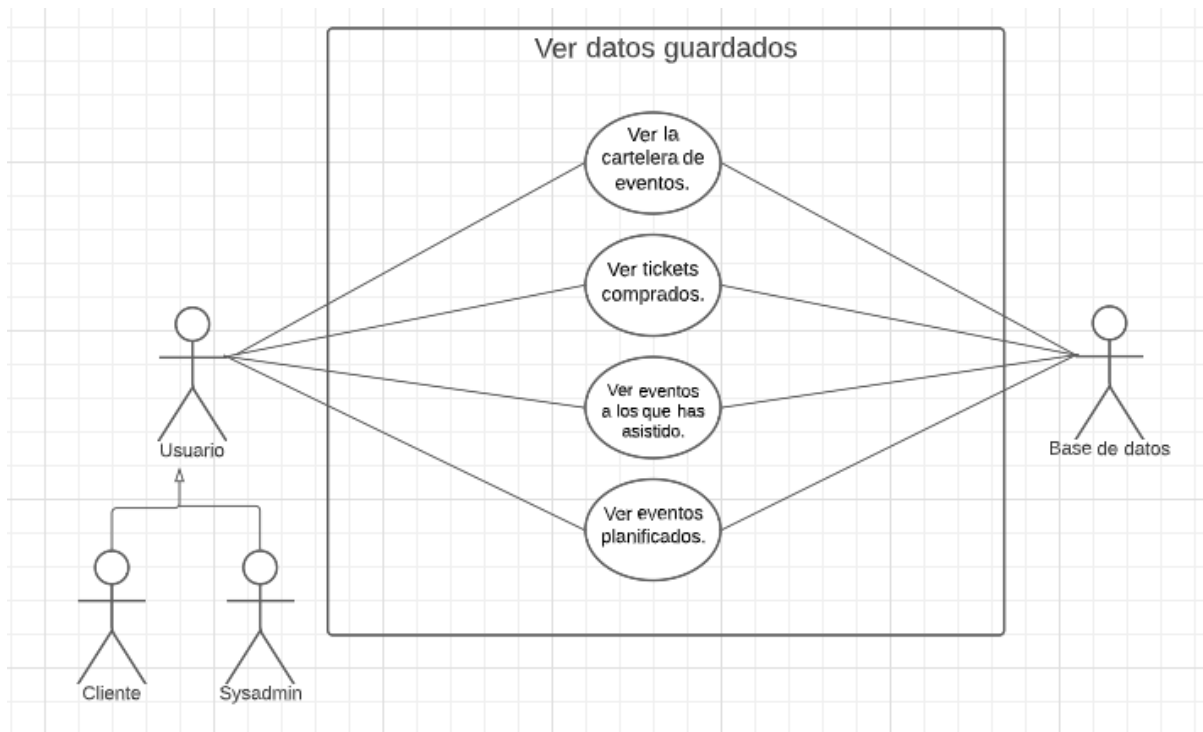 Ver datos guardados
Ver la
cartelera de
eventos.
Ver tickets
comprados.
Ver eventos
a los que has
asistido.
Ver eventos
planificados.
Usuario
Base de datos
Cliente
Sysadmin